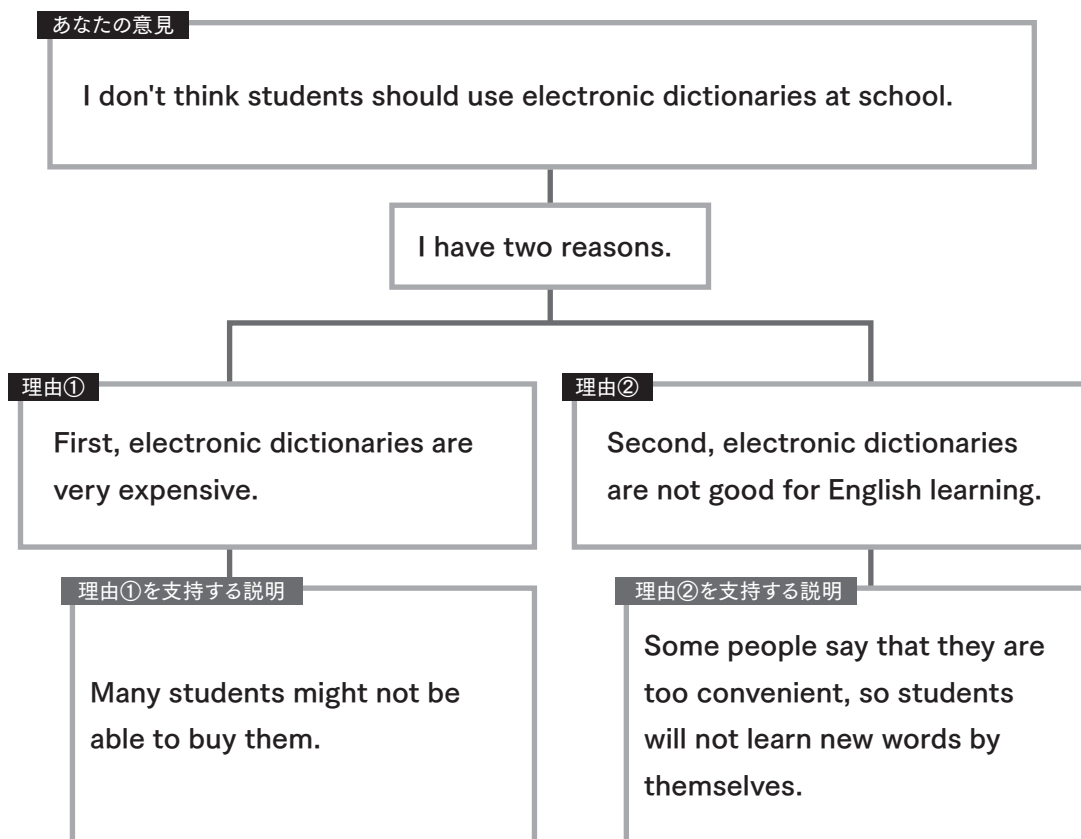 あなたの意見
I don't think students should use electronic dictionaries at school.
I have two reasons.
理由①
First, electronic dictionaries are
very expensive.
理由①を支持する説明
Many students might not be
able to buy them.
理由②
Second, electronic dictionaries
are not good for English learning.
理由②を支持する説明
Some people say that they are
too convenient, so students
will not learn new words by
themselves.